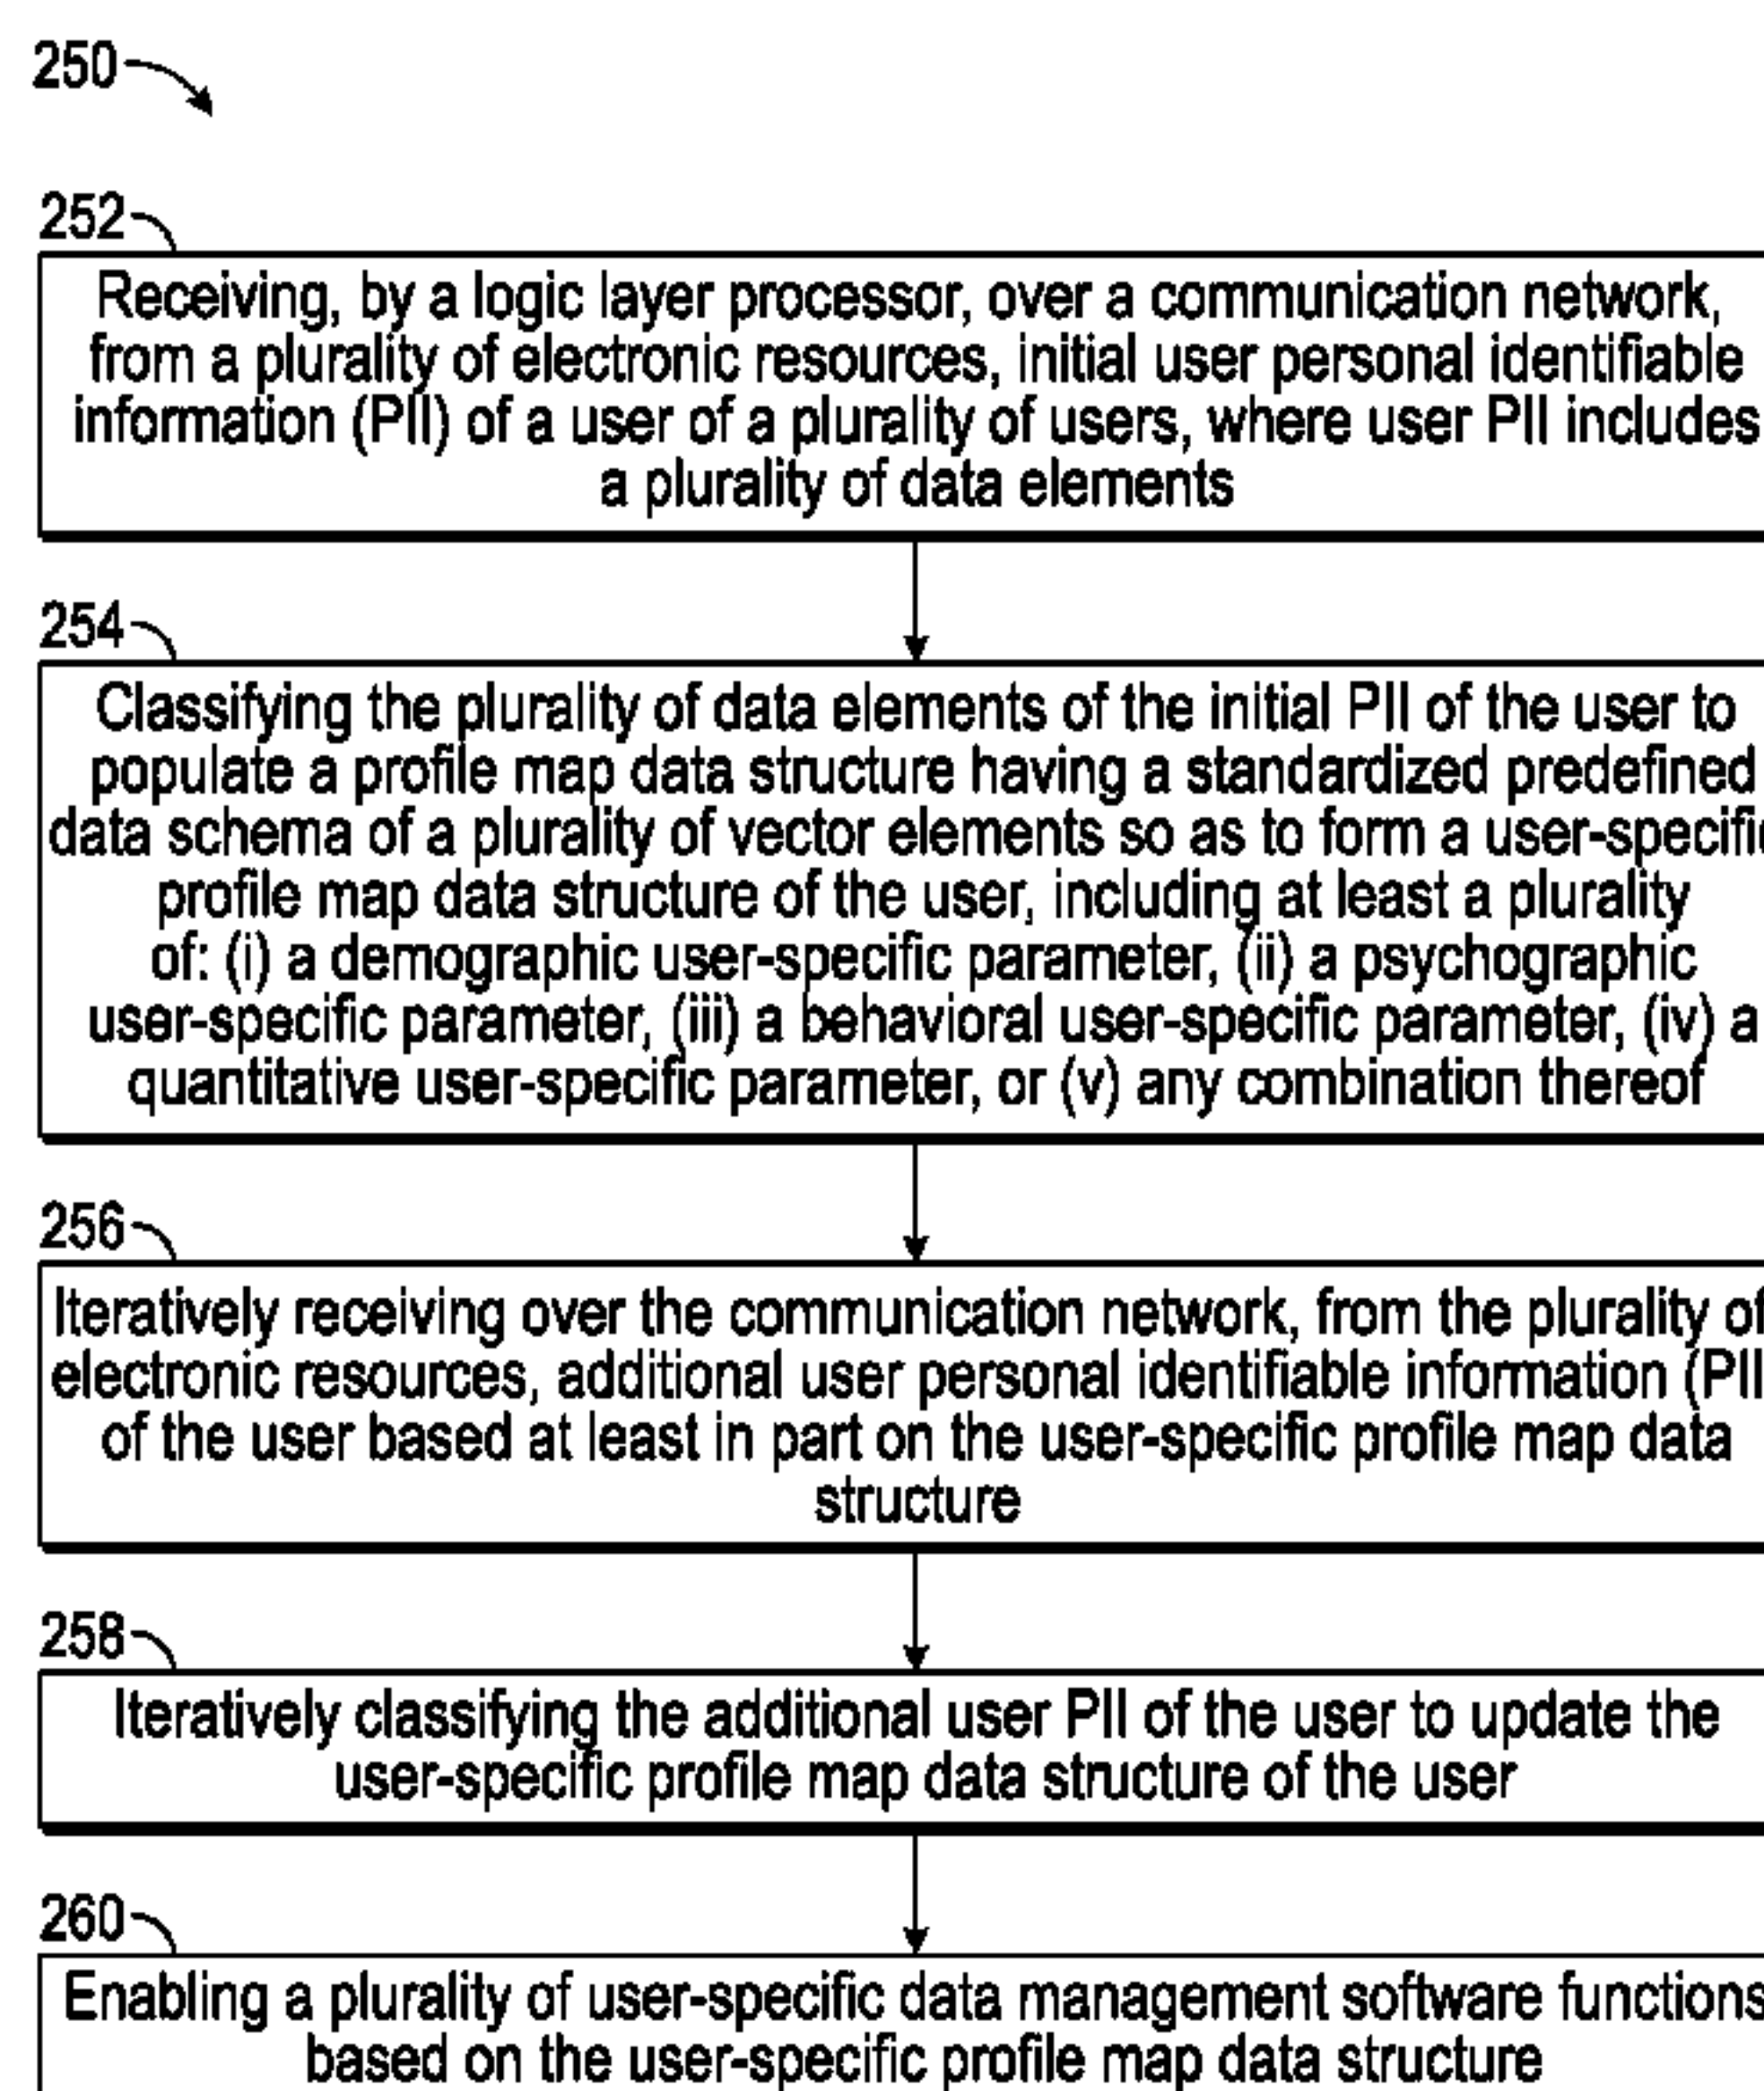 250
252
Receiving, by a logic layer processor, over a communication network,
from a plurality of electronic resources, initial user personal identifiable
information (PII) of a user of a plurality of users, where user PII includes
a plurality of data elements
254
Classifying the plurality of data elements of the initial PII of the user to
populate a profile map data structure having a standardized predefined
data schema of a plurality of vector elements so as to form a user-specific
profile map data structure of the user, including at least a plurality
of: (i) a demographic user-specific parameter, (ii) a psychographic
user-specific parameter, (iii) a behavioral user-specific parameter, (iv) a
quantitative user-specific parameter, or (v) any combination thereof
256
Iteratively receiving over the communication network, from the plurality of
electronic resources, additional user personal identifiable information (PII
of the user based at least in part on the user-specific profile map data
structure
258
Iteratively classifying the additional user PII of the user to update the
user-specific profile map data structure of the user
260
Enabling a plurality of user-specific data management software functions
based on the user-specific profile map data structure